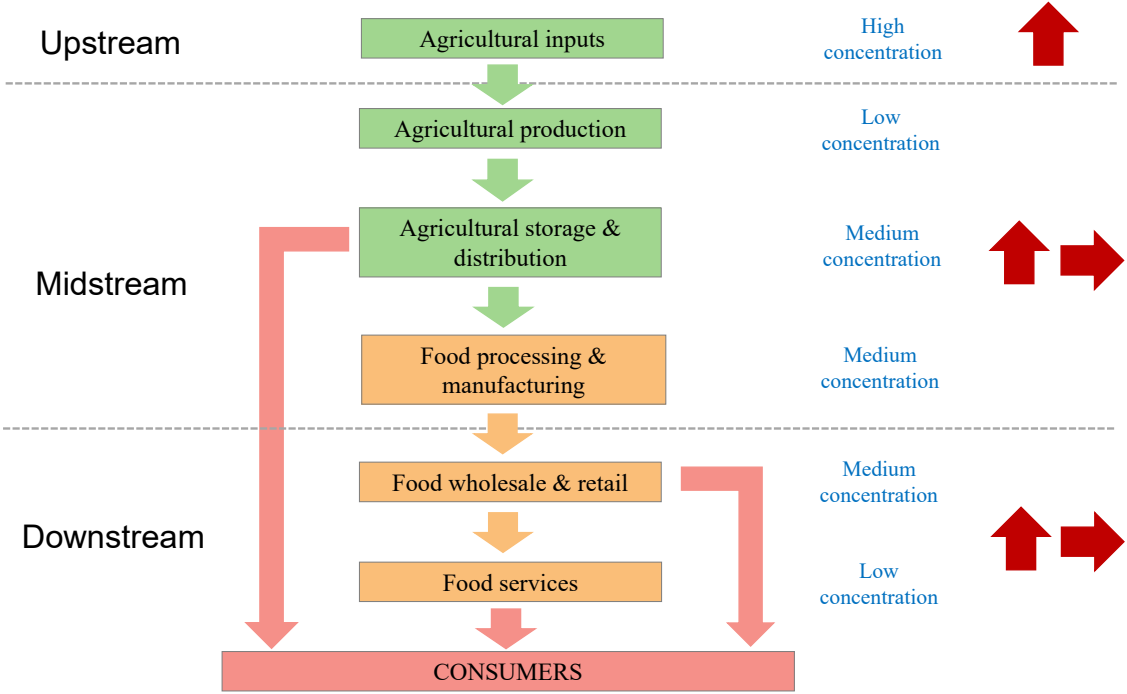 Upstream
Agricultural inputs
High
concentration
Agricultural production
Low
concentration
Midstream
Agricultural storage &
distribution
Medium
concentration
Food processing &
manufacturing
Medium
concentration
Downstream
Food wholesale & retail
Medium
concentration
Food services
Low
concentration
CONSUMERS